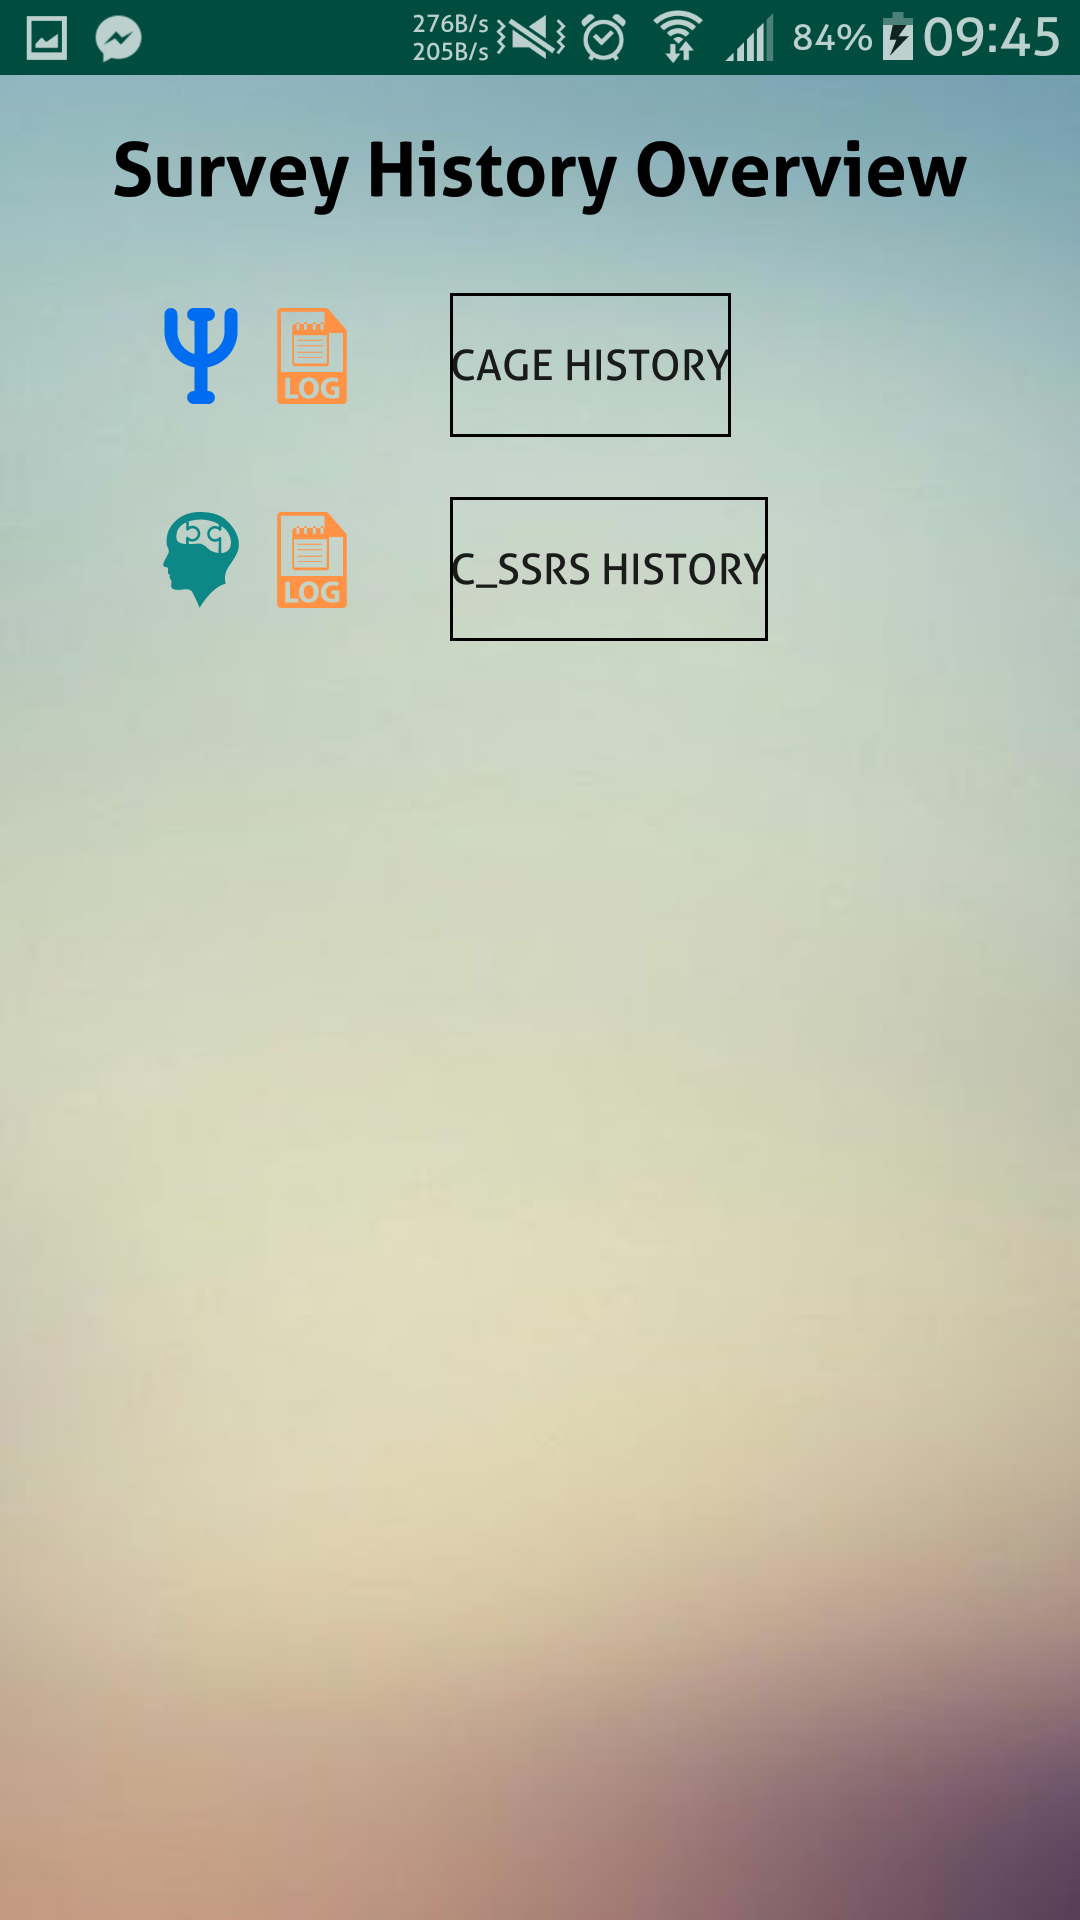 276B/s
205B/s
84% 09:45
Survey History Overview
LOG
CAGE HISTORY
LOG
C_SSRS HISTORY